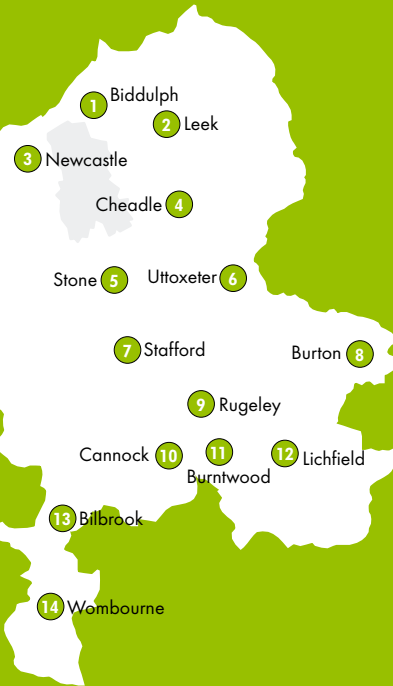 1 Biddulph
2 Leek
3 Newcastle
Cheadle 4
Stone 5
Uttoxeter 6
7 Stafford
Burton 8
9 Rugeley
Cannock 10
11
Burntwood
12 Lichfield
13 Bilbrook
14 Wombourne